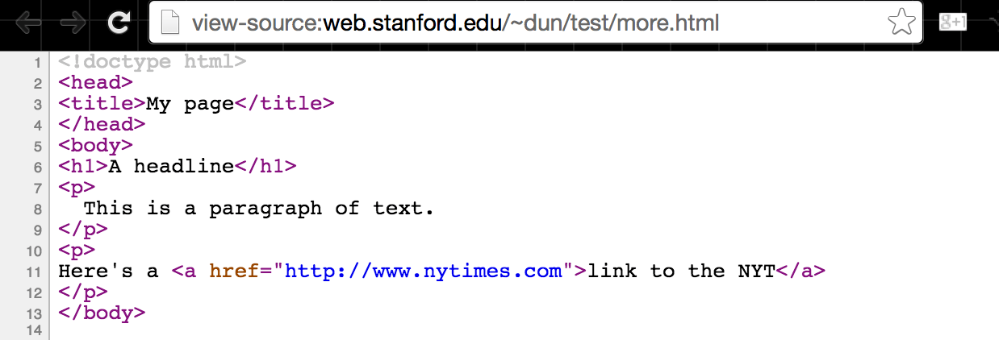 view-source:web.stanford.edu/~dun/test/more.html
g+1
1 <!doctype html>
2 <head>
3 <title>My page</title>
4 </head>
5 <body>
6 <h1>A headline</h1>
7 <p>
8   This is a paragraph of text.
9 </p>
10 <p>
11 Here's a <a href="http://www.nytimes.com">link to the NYT</a>
12 </p>
13 </body>
14